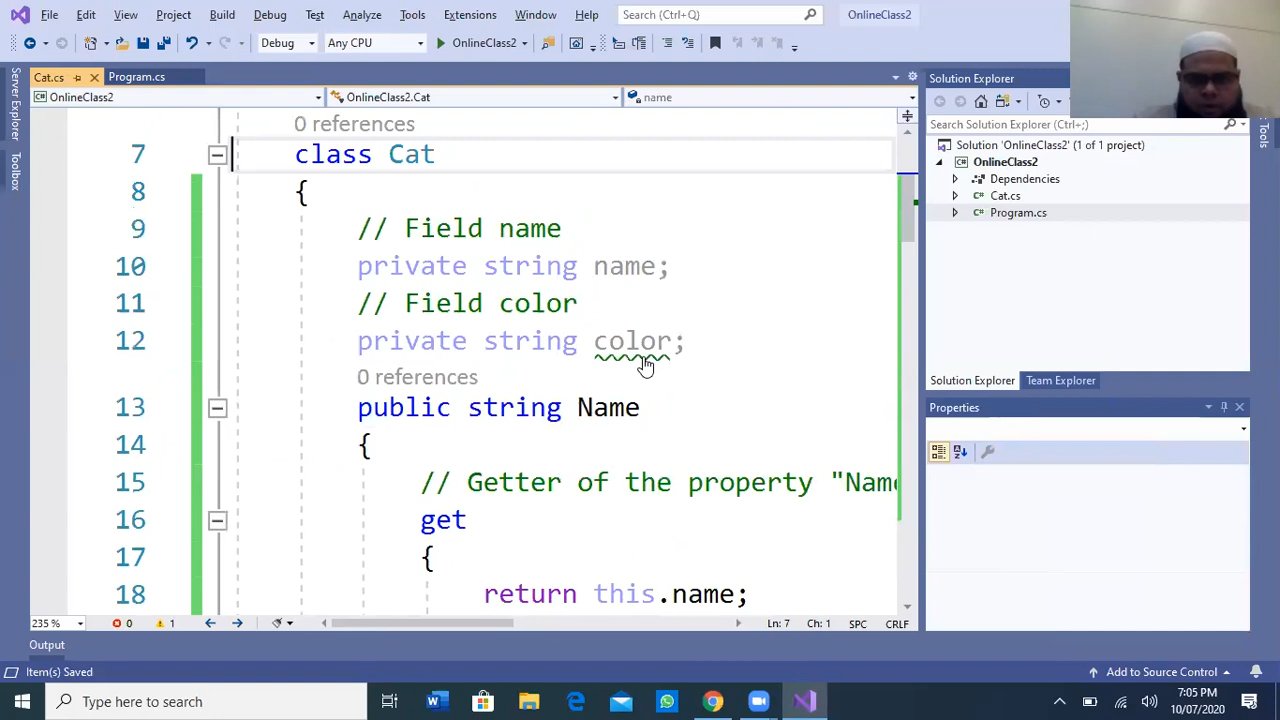 File Edit View Project Build Debug Test Analyze Tools Extensions Window Help Search (Ctrl+Q) OnlineClass2
Debug Any CPU OnlineClass2
Cat.cs Program.cs
OnlineClass2 OnlineClass2.Cat name
Server Explorer
Toolbox
0 references
7 class Cat
8 {
9 // Field name
10 private string name;
11 // Field color
12 private string color;
0 references
13 public string Name
14 {
15 // Getter of the property "Name
16 get
17 {
18 return this.name;
235 % 0 1 Ln: 7 Ch: 1 SPC CRLF
Output
Item(s) Saved Add to Source Control
Solution Explorer
Search Solution Explorer (Ctrl+;)
Solution 'OnlineClass2' (1 of 1 project)
OnlineClass2
Dependencies
C# Cat.cs
C# Program.cs
Solution Explorer Team Explorer
Properties
Type here to search
7:05 PM
10/07/2020